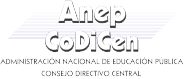 Anep
CoDiCen
ADMINISTRACIÓN NACIONAL DE EDUCACIÓN PÚBLICA
CONSEJO DIRECTIVO CENTRAL